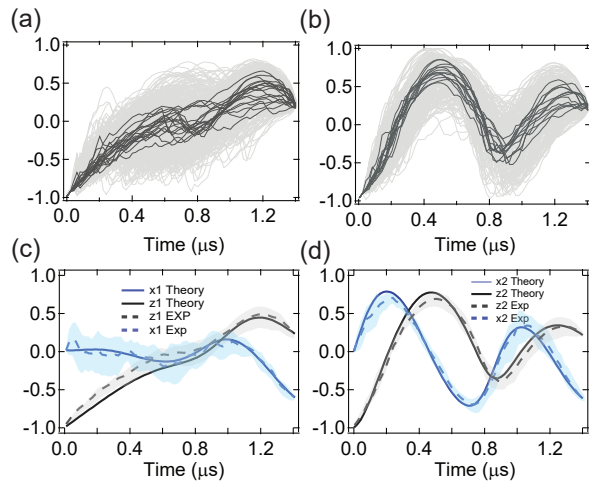 (a)
(b)
1.0
0.5
0.0
-0.5
-1.0
0.0 0.4 0.8 1.2
Time (μs)
1.0
0.5
0.0
-0.5
-1.0
0.0 0.4 0.8 1.2
Time (μs)
(c)
(d)
1.0
0.5
0.0
-0.5
-1.0
x1 Theory
z1 Theory
z1 EXP
x1 Exp
0.0 0.4 0.8 1.2
Time (μs)
1.0
0.5
0.0
-0.5
-1.0
x2 Theory
z2 Theory
z2 Exp
x2 Exp
0.0 0.4 0.8 1.2
Time (μs)